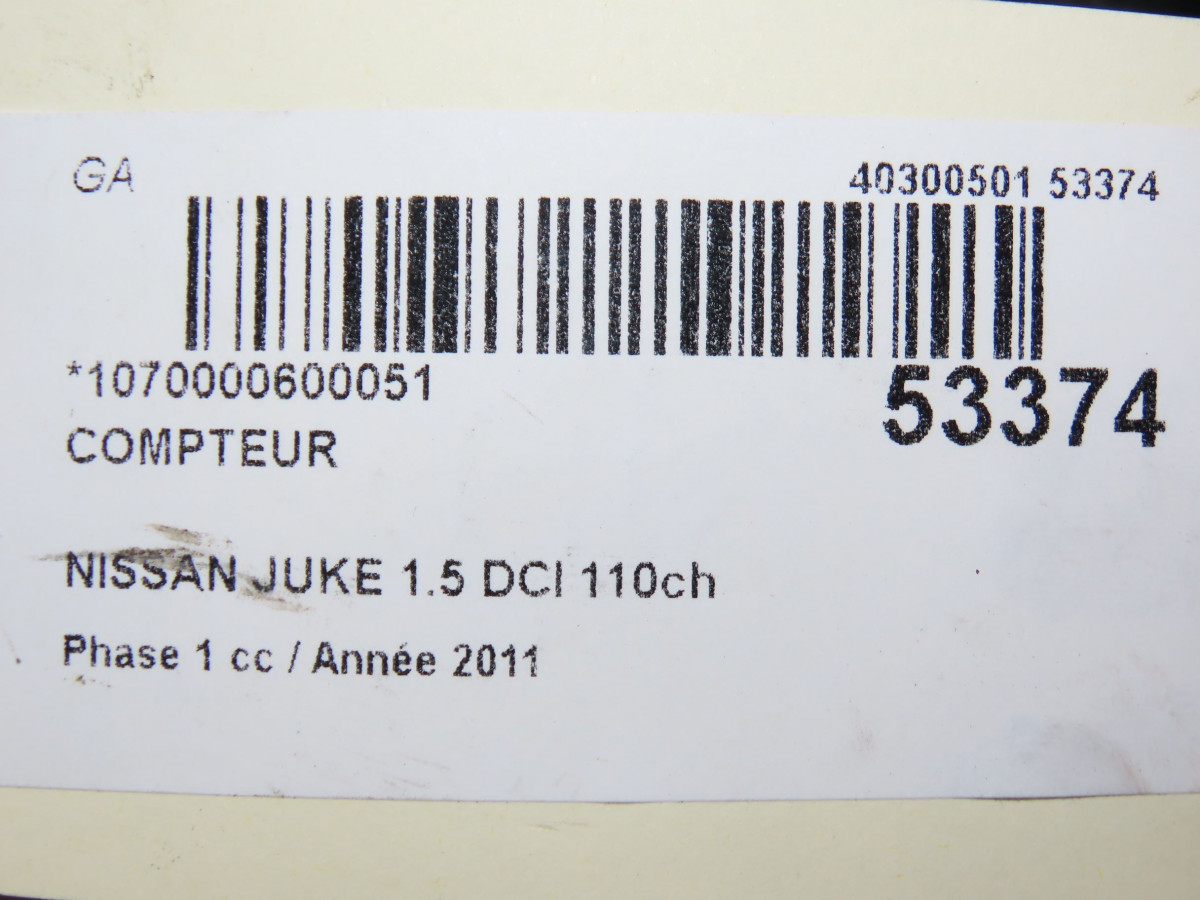 GA
40300501 53374
*1070000600051
53374
COMPTEUR
NISSAN JUKE 1.5 DCI 110ch
Phase 1 cc / Année 2011